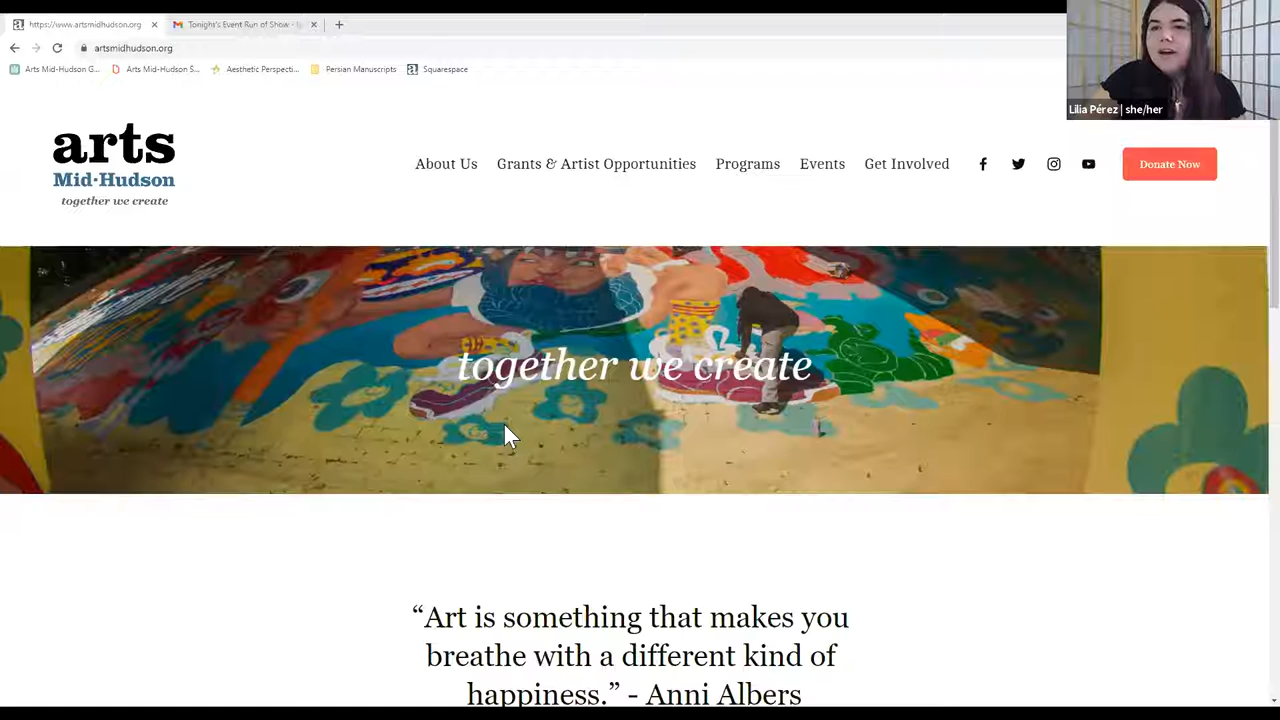 https://www.artsmidhudson.org
Tonight's Event Run of Show -
artsmidhudson.org
Arts Mid-Hudson G...
Arts Mid-Hudson S...
Aesthetic Perspecti...
Persian Manuscripts
Squarespace
Lilia Pérez | she/her
arts
Mid·Hudson
together we create
About Us
Grants & Artist Opportunities
Programs
Events
Get Involved
Donate Now
together we create
“Art is something that makes you
breathe with a different kind of
happiness.” - Anni Albers